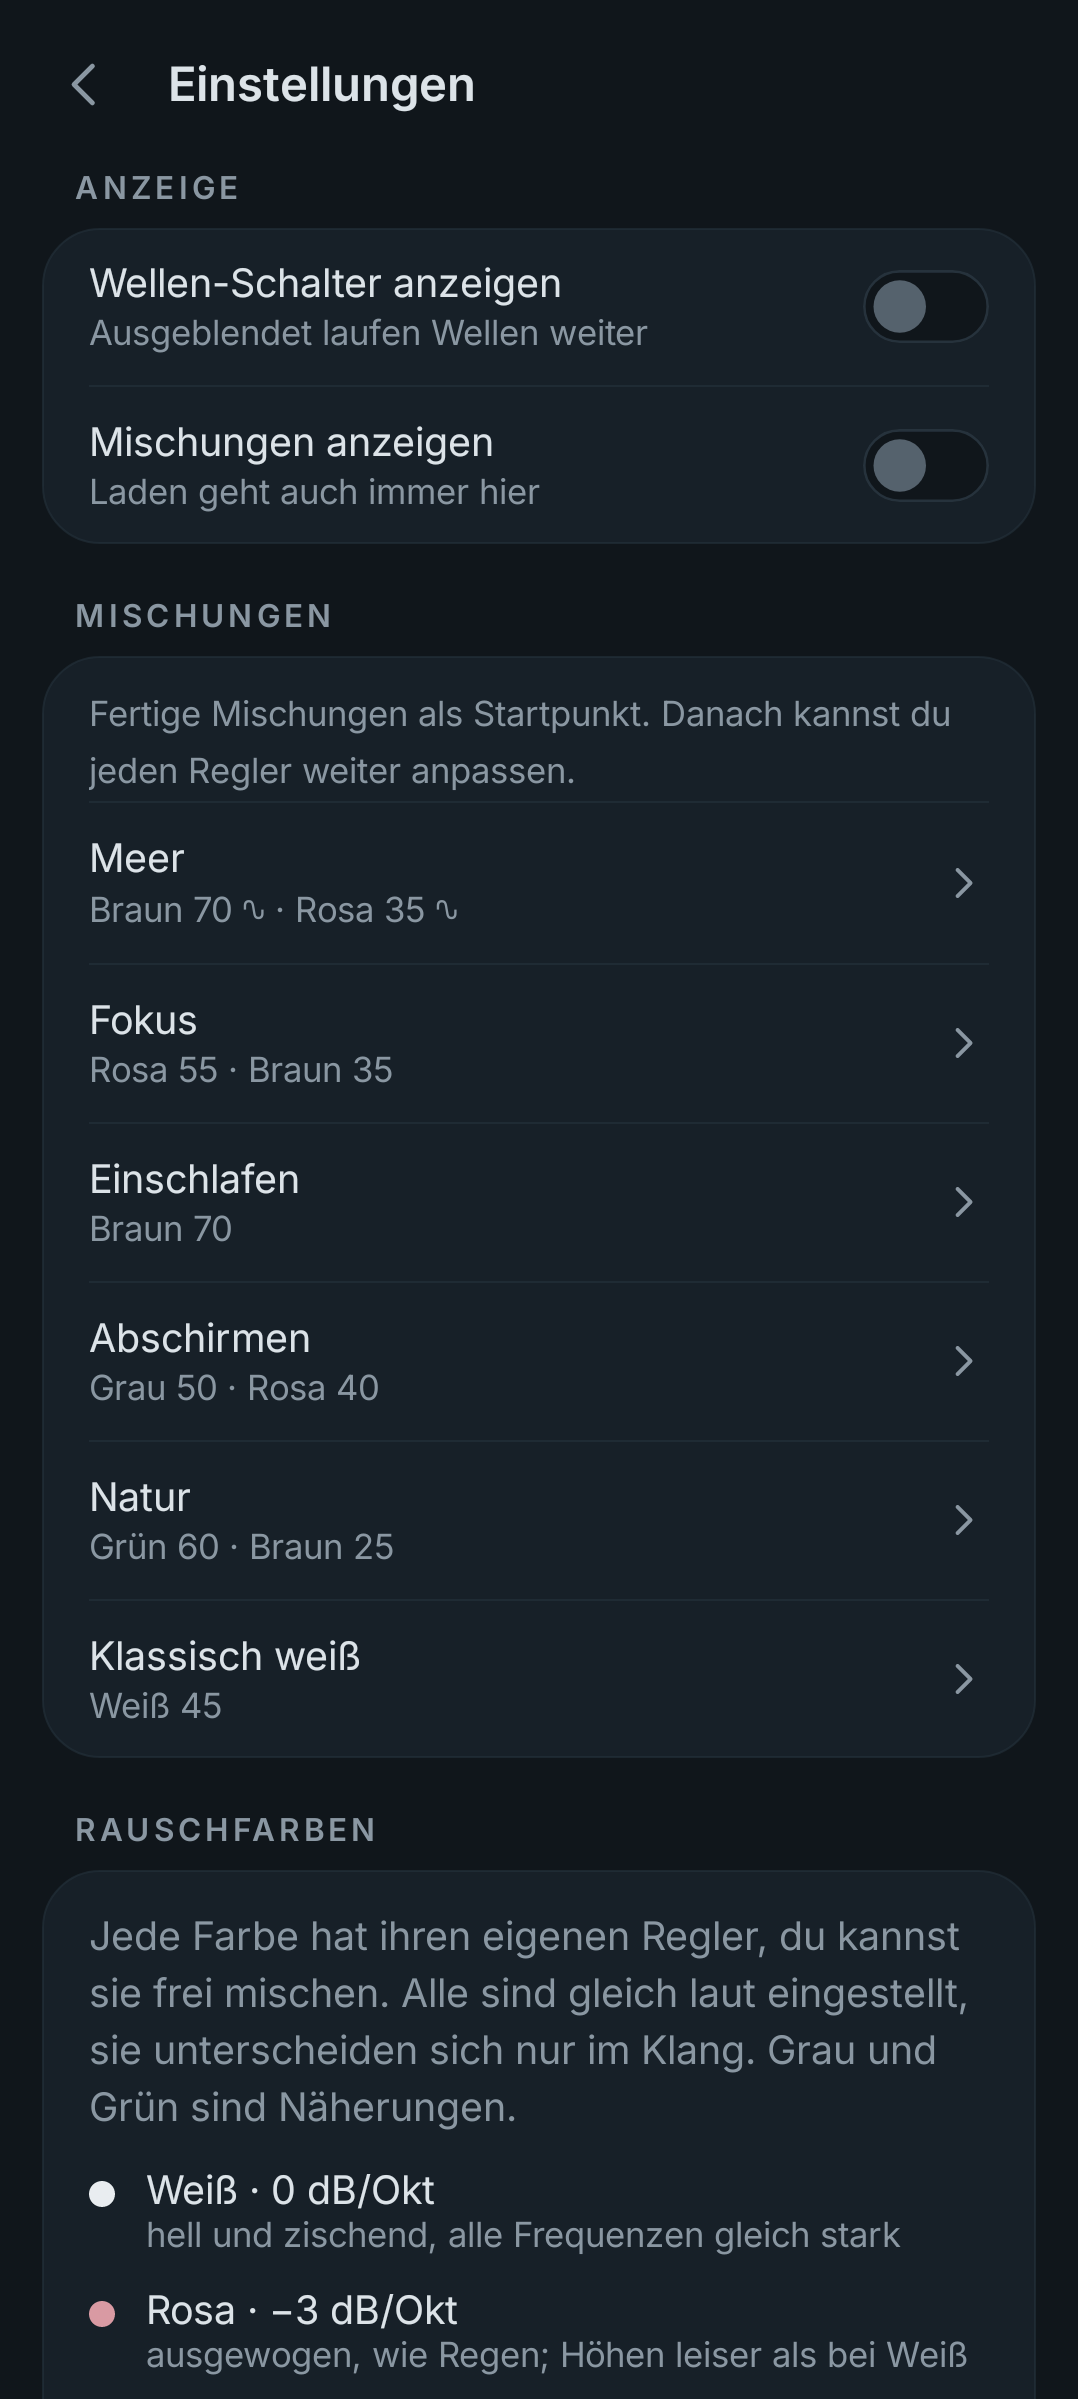 Einstellungen
ANZEIGE
Wellen-Schalter anzeigen
Ausgeblendet laufen Wellen weiter
Mischungen anzeigen
Laden geht auch immer hier
MISCHUNGEN
Fertige Mischungen als Startpunkt. Danach kannst du
jeden Regler weiter anpassen.
Meer
Braun 70 ∿ · Rosa 35 ∿
Fokus
Rosa 55 · Braun 35
Einschlafen
Braun 70
Abschirmen
Grau 50 · Rosa 40
Natur
Grün 60 · Braun 25
Klassisch weiß
Weiß 45
RAUSCHFARBEN
Jede Farbe hat ihren eigenen Regler, du kannst
sie frei mischen. Alle sind gleich laut eingestellt,
sie unterscheiden sich nur im Klang. Grau und
Grün sind Näherungen.
Weiß · 0 dB/Okt
hell und zischend, alle Frequenzen gleich stark
Rosa · −3 dB/Okt
ausgewogen, wie Regen; Höhen leiser als bei Weiß